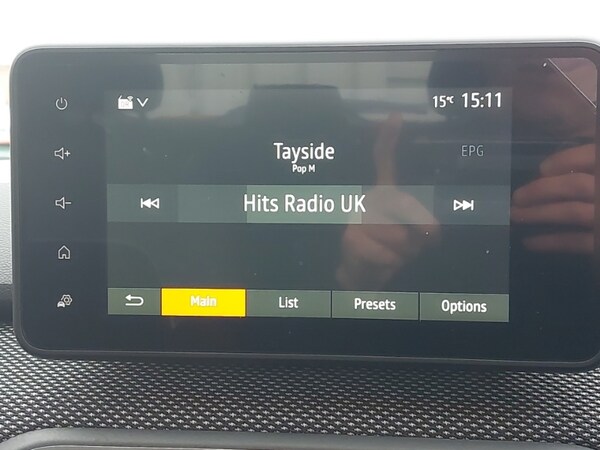 15°C 15:11
Tayside
EPG
Pop M
Hits Radio UK
Main List Presets Options